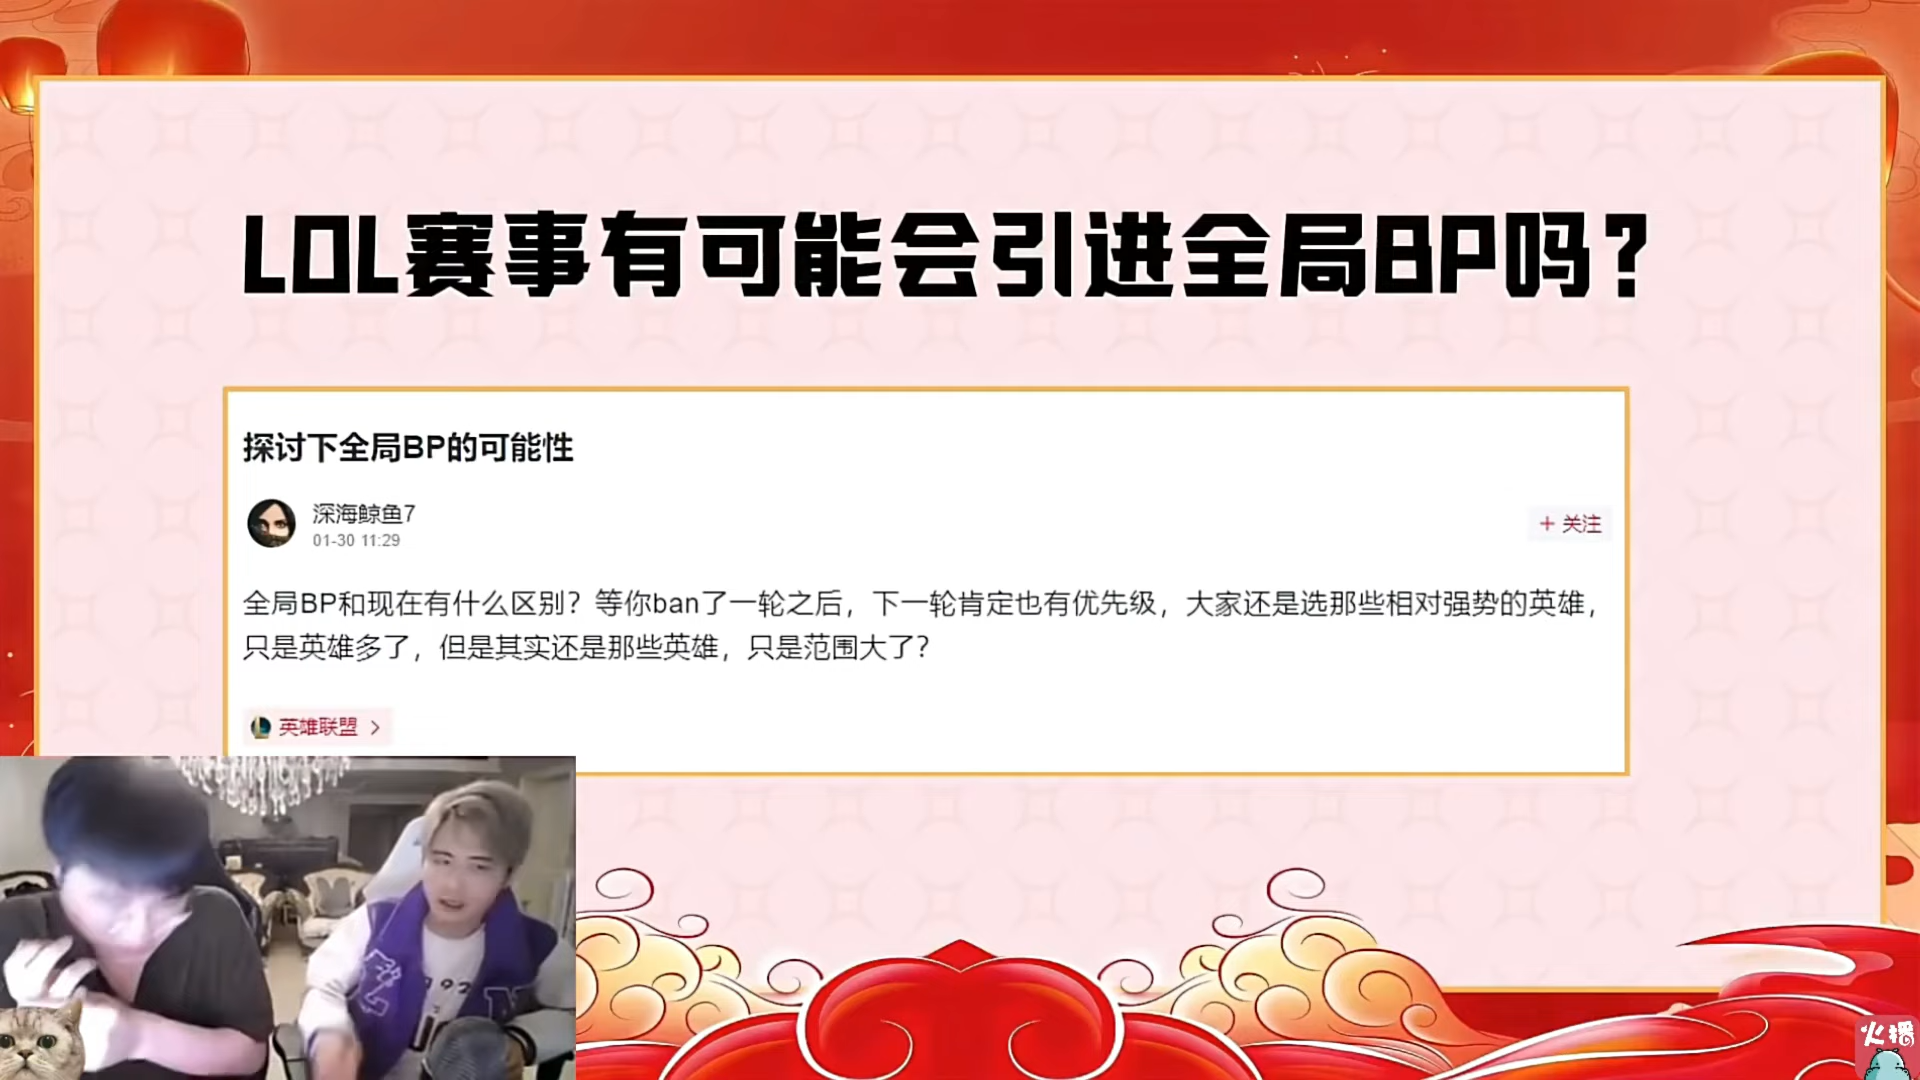 LOL赛事有可能会引进全局BP吗？
探讨下全局BP的可能性
深海鲸鱼7
01-30 11:29
+ 关注
全局BP和现在有什么区别？等你ban了一轮之后，下一轮肯定也有优先级，大家还是选那些相对强势的英雄，
只是英雄多了，但是其实还是那些英雄，只是范围大了？
英雄联盟 >
火播